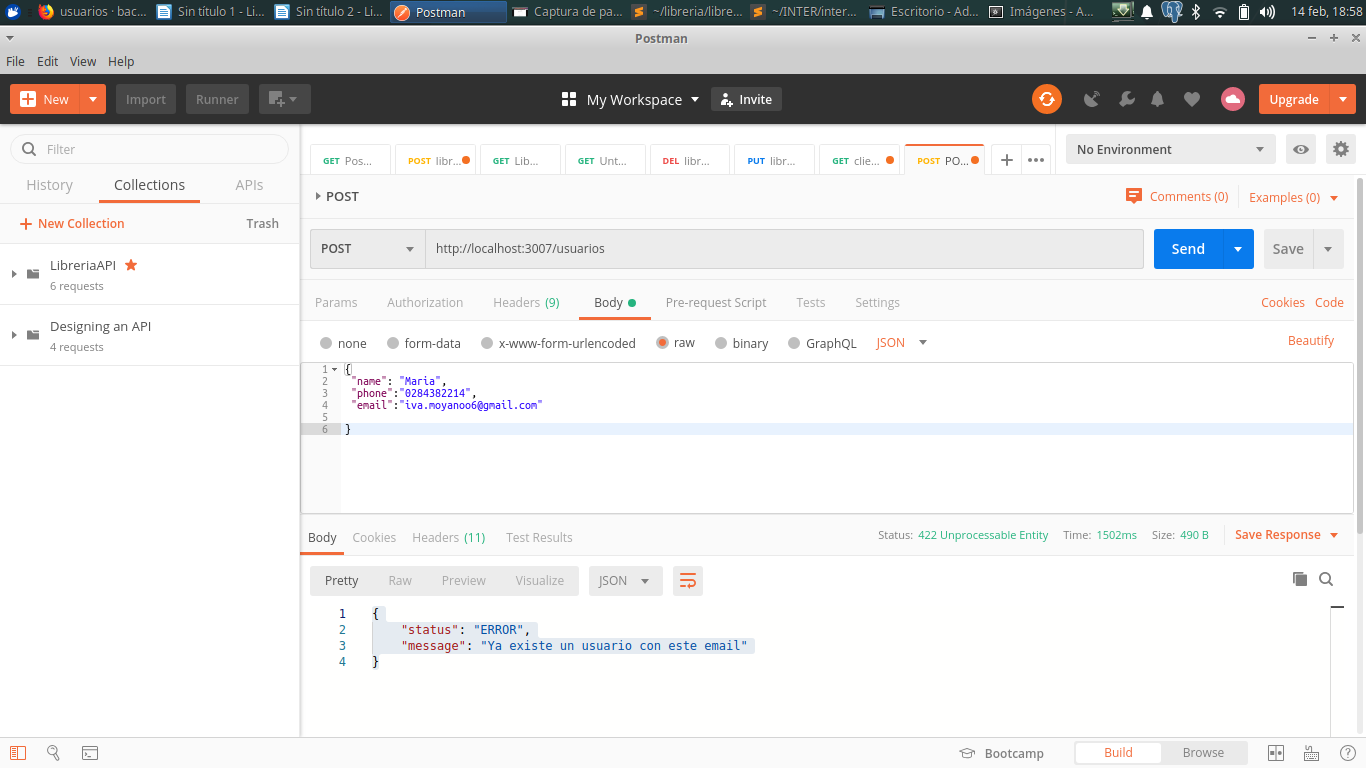 usuarios · bac... Sin título 1 - Li... Sin título 2 - Li... Postman Captura de pa... ~/libreria/libre... ~/INTER/inter... Escritorio - Ad... Imágenes - A... 14 feb, 18:58
Postman
File Edit View Help
New Import Runner My Workspace Invite Upgrade
Filter
GET Pos... POST libr... GET Lib... GET Unt... DEL libr... PUT libr... GET clie... POST PO... No Environment
History Collections APIs
POST Comments (0) Examples (0)
New Collection Trash
POST http://localhost:3007/usuarios Send Save
LibreriaAPI
6 requests
Params Authorization Headers (9) Body Pre-request Script Tests Settings Cookies Code
Designing an API
4 requests
none form-data x-www-form-urlencoded raw binary GraphQL JSON Beautify
1 {
2 "name": "Maria",
3 "phone":"0284382214",
4 "email":"iva.moyanoo6@gmail.com"
5
6 }
Body Cookies Headers (11) Test Results Status: 422 Unprocessable Entity Time: 1502ms Size: 490 B Save Response
Pretty Raw Preview Visualize JSON
1 {
2 "status": "ERROR",
3 "message": "Ya existe un usuario con este email"
4 }
Bootcamp Build Browse